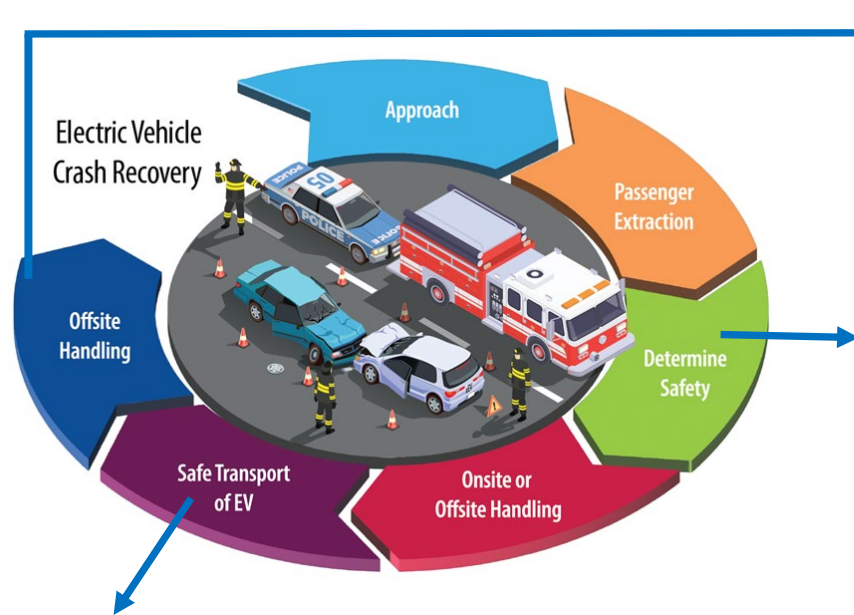 Electric Vehicle
Crash Recovery
Approach
Passenger
Extraction
Determine
Safety
Onsite or
Offsite Handling
Safe Transport
of EV
Offsite
Handling
POLICE
05
POLICE
POLICE